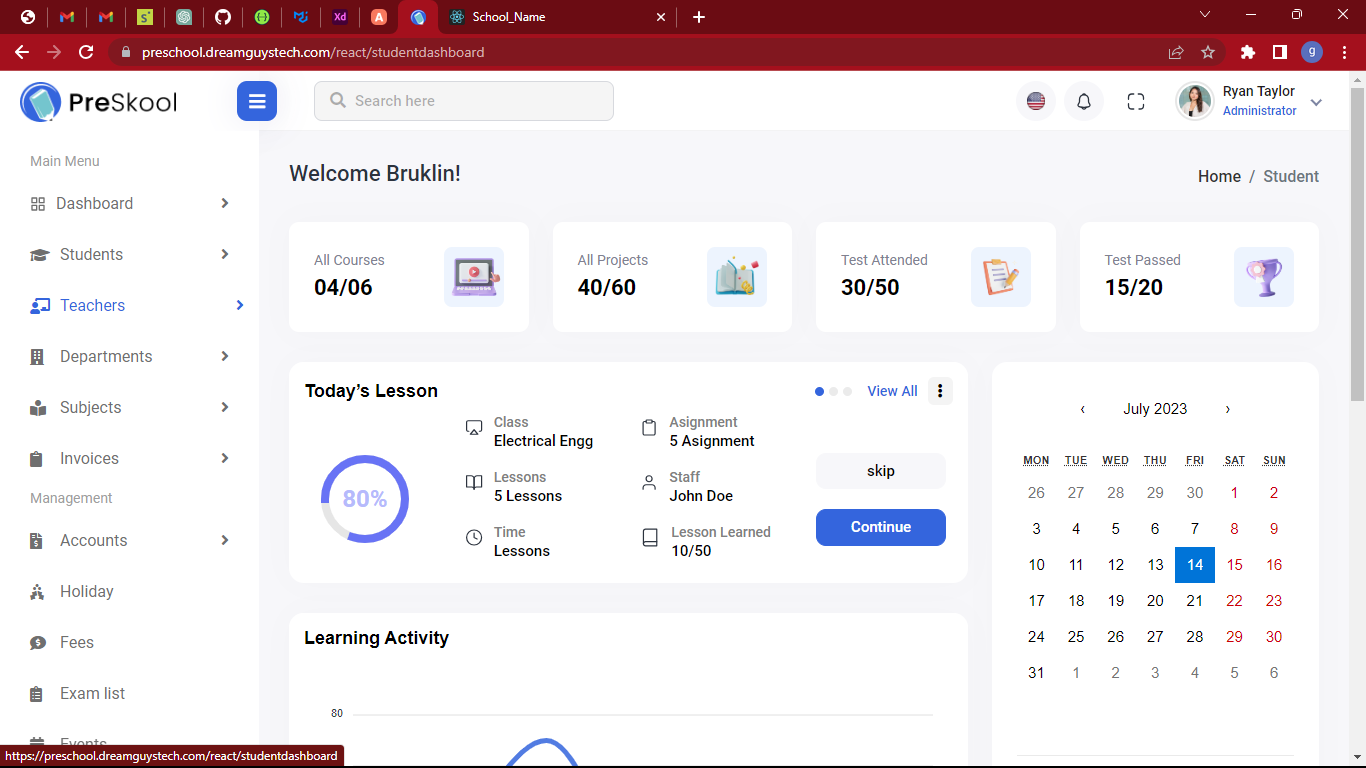 School_Name
preschool.dreamguystech.com/react/studentdashboard
g
PreSkool
Search here
Ryan Taylor
Administrator
Main Menu
Dashboard
Students
Teachers
Departments
Subjects
Invoices
Management
Accounts
Holiday
Fees
Exam list
Events
Welcome Bruklin!
Home / Student
All Courses
04/06
All Projects
40/60
Test Attended
30/50
Test Passed
15/20
Today’s Lesson
View All
80%
Class
Electrical Engg
Asignment
5 Asignment
Lessons
5 Lessons
Staff
John Doe
Time
Lessons
Lesson Learned
10/50
skip
Continue
Learning Activity
80
‹ July 2023 ›
MON TUE WED THU FRI SAT SUN
26 27 28 29 30 1 2
3 4 5 6 7 8 9
10 11 12 13 14 15 16
17 18 19 20 21 22 23
24 25 26 27 28 29 30
31 1 2 3 4 5 6
https://preschool.dreamguystech.com/react/studentdashboard